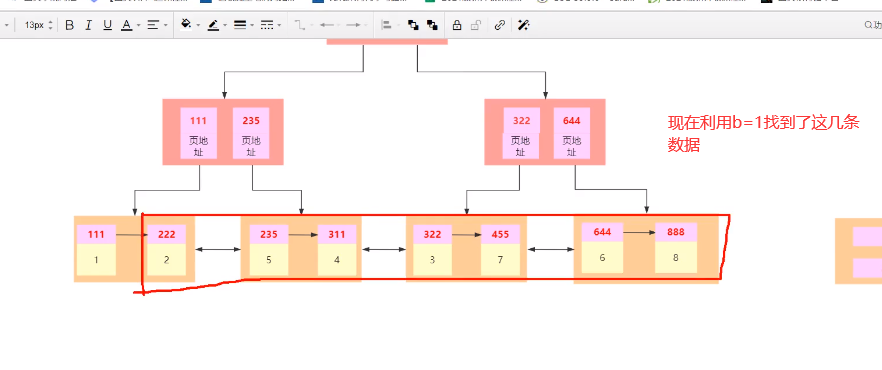 13px B I U A
功
111 235
页地 页地
址 址
322 644
页地 页地
址 址
现在利用b=1找到了这几条
数据
111 222 235 311 322 455 644 888
1 2 5 4 3 7 6 8